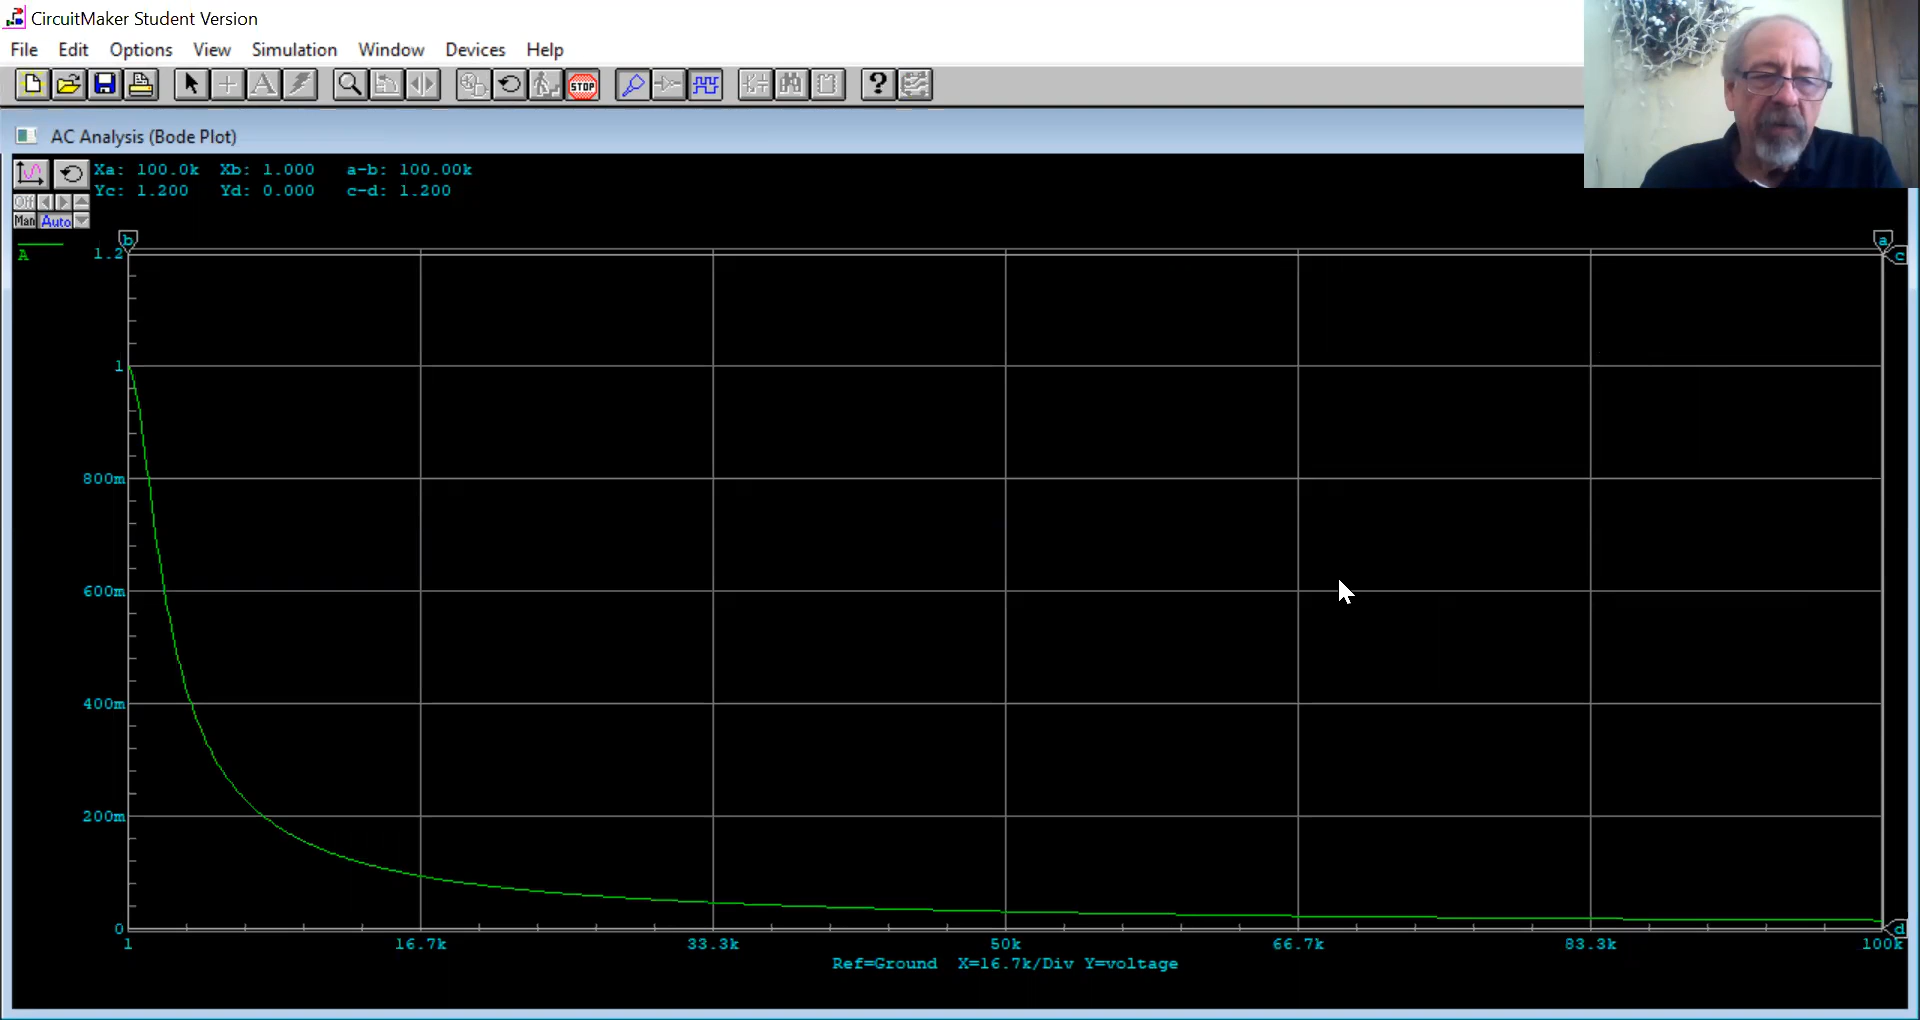 CircuitMaker Student Version
File Edit Options View Simulation Window Devices Help
STOP ?
AC Analysis (Bode Plot)
Xa: 100.0k Xb: 1.000 a-b: 100.00k
Yc: 1.200 Yd: 0.000 c-d: 1.200
Off
Man Auto
A
b a
1.2 c
1
800m
600m
400m
200m
0 d
1 16.7k 33.3k 50k 66.7k 83.3k 100k
Ref=Ground X=16.7k/Div Y=voltage